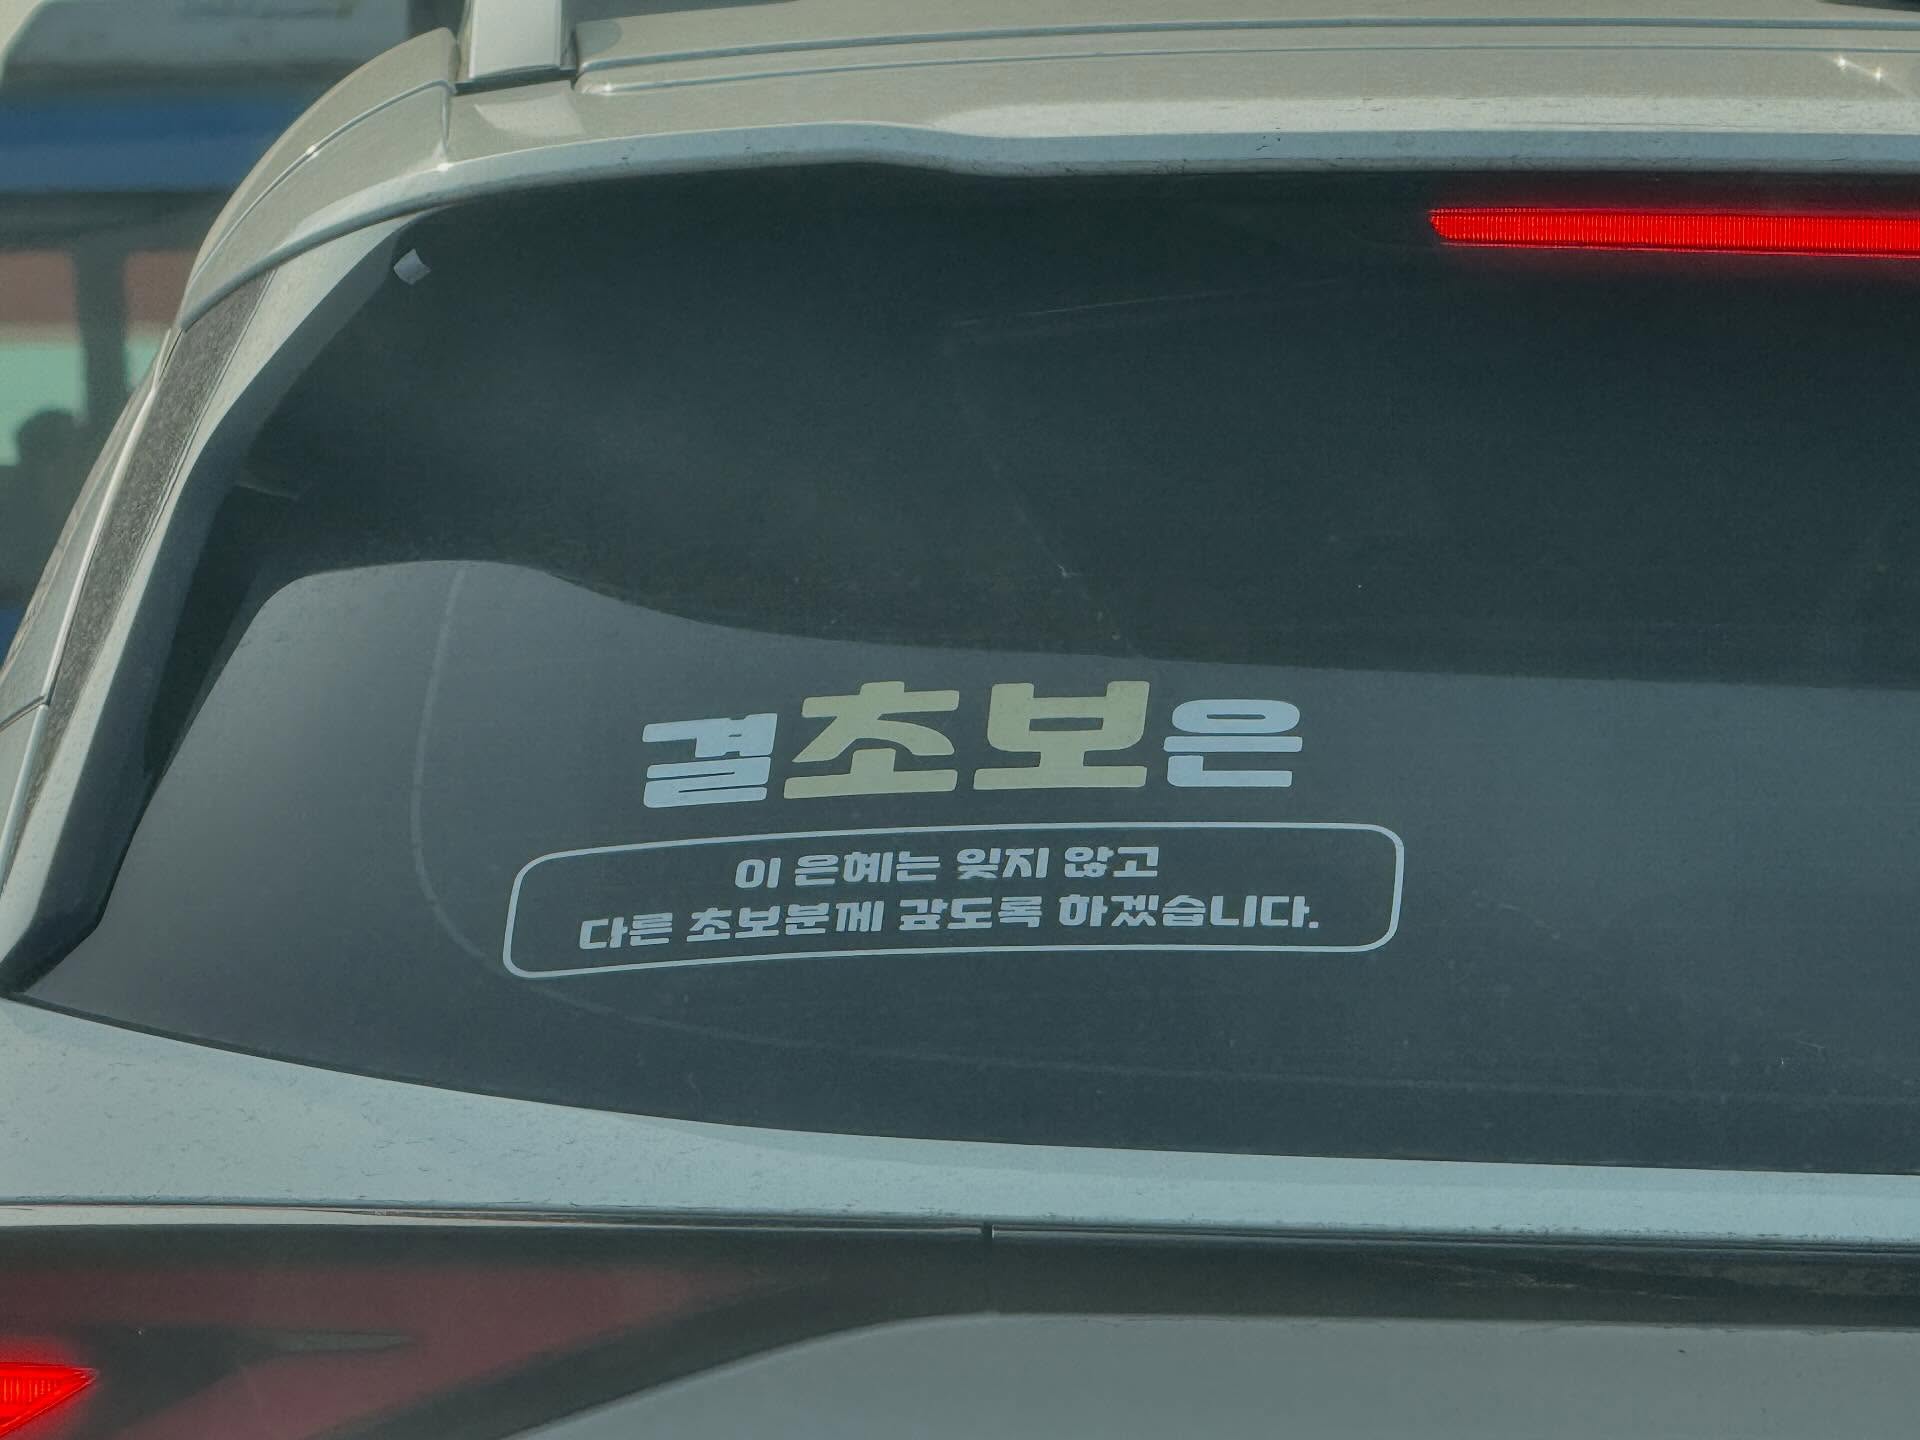 결초보은
이 은혜는 잊지 않고
다른 초보분께 갚도록 하겠습니다.